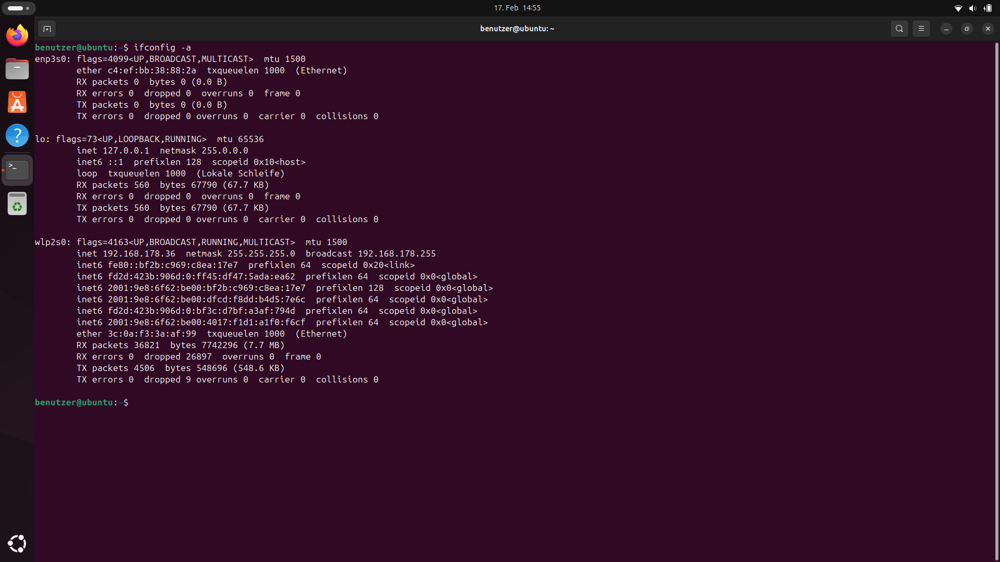 17. Feb  14:55
benutzer@ubuntu: ~
benutzer@ubuntu:~$ ifconfig -a
enp3s0: flags=4099<UP,BROADCAST,MULTICAST>  mtu 1500
        ether c4:ef:bb:38:88:2a  txqueuelen 1000  (Ethernet)
        RX packets 0  bytes 0 (0.0 B)
        RX errors 0  dropped 0  overruns 0  frame 0
        TX packets 0  bytes 0 (0.0 B)
        TX errors 0  dropped 0 overruns 0  carrier 0  collisions 0

lo: flags=73<UP,LOOPBACK,RUNNING>  mtu 65536
        inet 127.0.0.1  netmask 255.0.0.0
        inet6 ::1  prefixlen 128  scopeid 0x10<host>
        loop  txqueuelen 1000  (Lokale Schleife)
        RX packets 560  bytes 67790 (67.7 KB)
        RX errors 0  dropped 0  overruns 0  frame 0
        TX packets 560  bytes 67790 (67.7 KB)
        TX errors 0  dropped 0 overruns 0  carrier 0  collisions 0

wlp2s0: flags=4163<UP,BROADCAST,RUNNING,MULTICAST>  mtu 1500
        inet 192.168.178.36  netmask 255.255.255.0  broadcast 192.168.178.255
        inet6 fe80::bf2b:c969:c8ea:17e7  prefixlen 64  scopeid 0x20<link>
        inet6 fd2d:423b:906d:0:ff45:df47:5ada:ea62  prefixlen 64  scopeid 0x0<global>
        inet6 2001:9e8:6f62:be00:bf2b:c969:c8ea:17e7  prefixlen 128  scopeid 0x0<global>
        inet6 2001:9e8:6f62:be00:dfcd:f8dd:b4d5:7e6c  prefixlen 64  scopeid 0x0<global>
        inet6 fd2d:423b:906d:0:bf3c:d7bf:a3af:794d  prefixlen 64  scopeid 0x0<global>
        inet6 2001:9e8:6f62:be00:4017:f1d1:a1f0:f6cf  prefixlen 64  scopeid 0x0<global>
        ether 3c:0a:f3:3a:af:99  txqueuelen 1000  (Ethernet)
        RX packets 36821  bytes 7742296 (7.7 MB)
        RX errors 0  dropped 26897  overruns 0  frame 0
        TX packets 4506  bytes 548696 (548.6 KB)
        TX errors 0  dropped 9 overruns 0  carrier 0  collisions 0

benutzer@ubuntu:~$